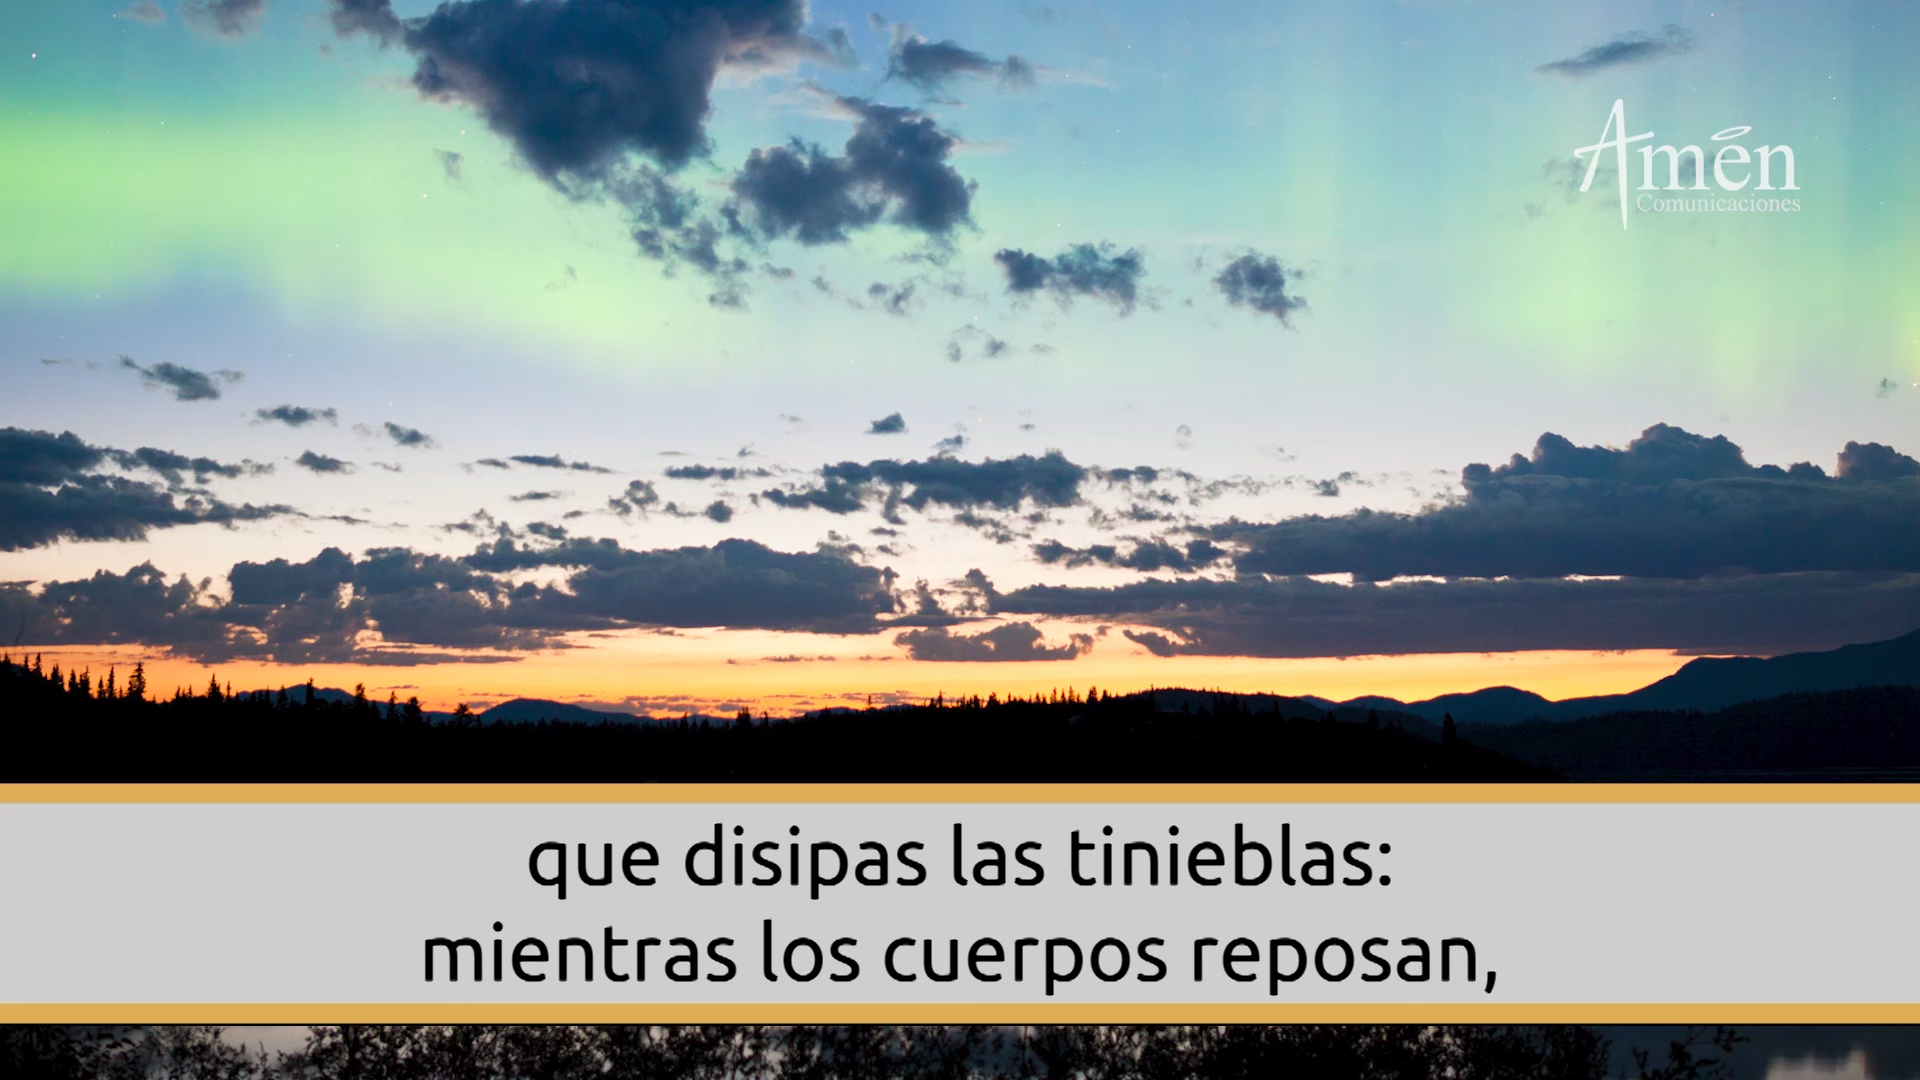 Amén
Comunicaciones
que disipas las tinieblas:
mientras los cuerpos reposan,